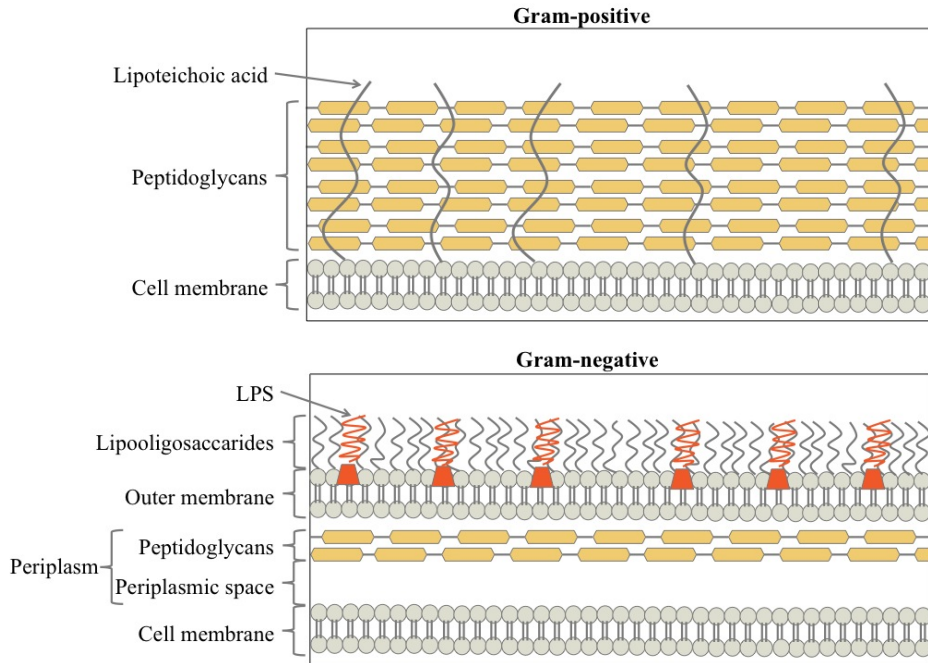 Gram-positive
Lipoteichoic acid
Peptidoglycans
Cell membrane
Gram-negative
LPS
Lipooligosaccarides
Outer membrane
Peptidoglycans
Periplasm
Periplasmic space
Cell membrane